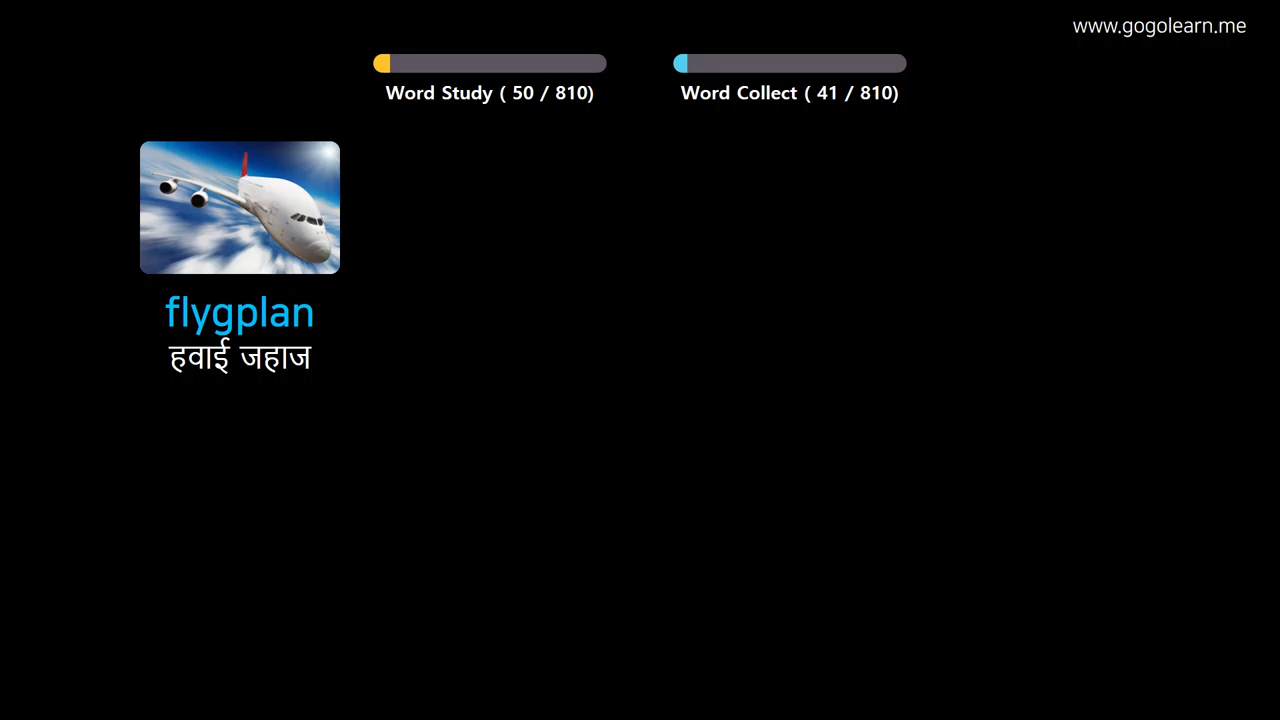 www.gogolearn.me
Word Study ( 50 / 810)
Word Collect ( 41 / 810)
flygplan
हवाई जहाज